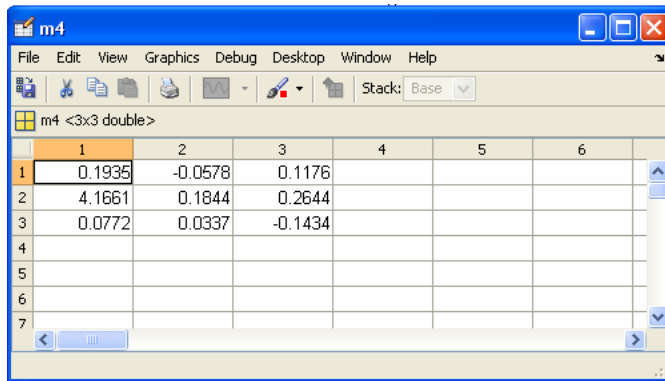 m4
File Edit View Graphics Debug Desktop Window Help
Stack: Base
m4 <3x3 double>
1 2 3 4 5 6
1 0.1935 -0.0578 0.1176
2 4.1661 0.1844 0.2644
3 0.0772 0.0337 -0.1434
4
5
6
7